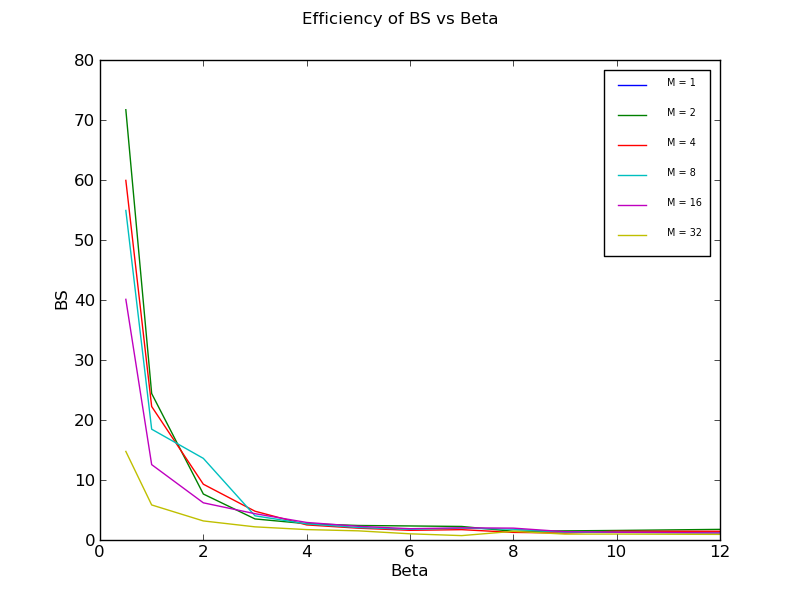 Efficiency of BS vs Beta
80
70
60
50
40
30
20
10
0
BS
M = 1
M = 2
M = 4
M = 8
M = 16
M = 32
0 2 4 6 8 10 12
Beta